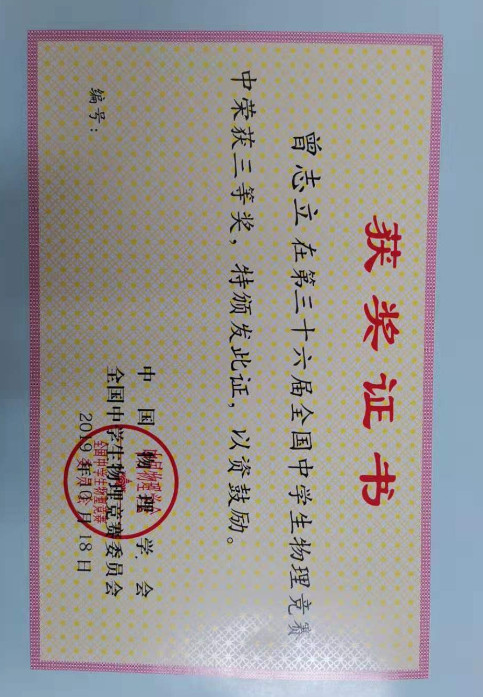 获奖证书
曾志立 在第三十六届全国中学生物理竞赛
中荣获三等奖，特颁发此证，以资鼓励。
中国物理学会
全国中学生物理竞赛委员会
2019年10月18日
编号：